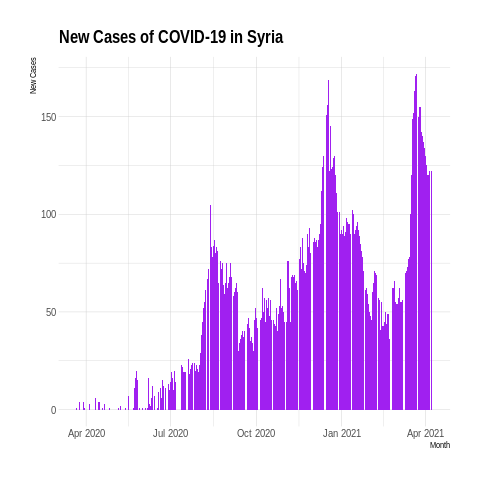 New Cases of COVID-19 in Syria
New Cases
150
100
50
0
Apr 2020 Jul 2020 Oct 2020 Jan 2021 Apr 2021
Month